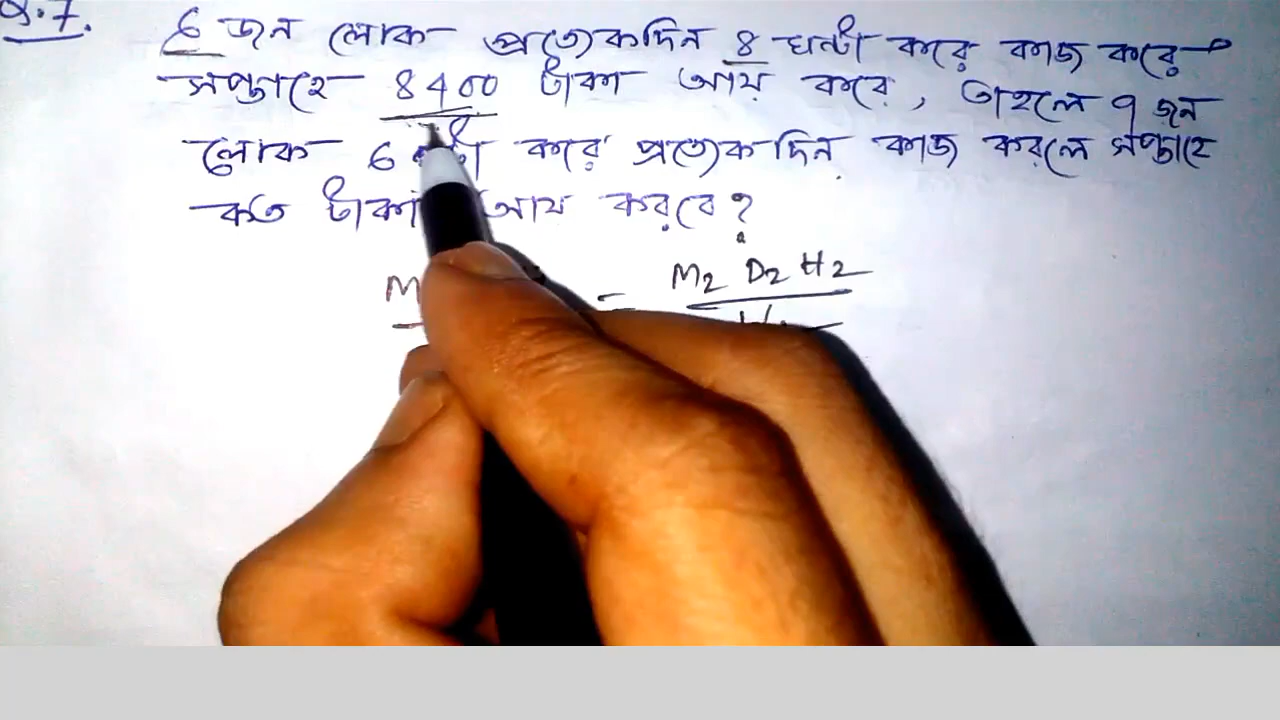 Q.7. 6 জন লোক প্রত্যেকদিন 8 ঘন্টা করে কাজ করে
সপ্তাহে 8400 টাকা আয় করে, তাহলে 9 জন
লোক 6 করে প্রত্যেকদিন কাজ করলে সপ্তাহে
কত টাকা আয় করবে?
M = M₂ D₂ H₂